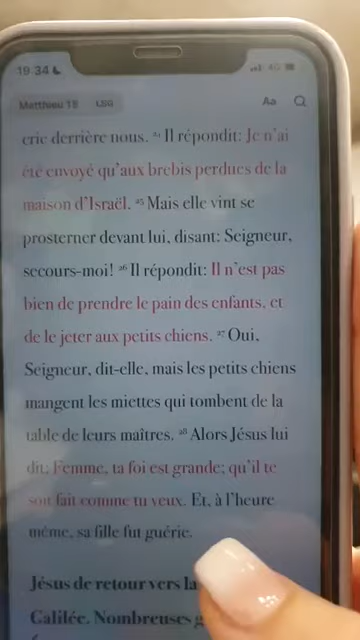 19:34
Matthieu 15 LSG
Aa
crie derrière nous. 24 Il répondit: Je n'ai
été envoyé qu'aux brebis perdues de la
maison d'Israël. 25 Mais elle vint se
prosterner devant lui, disant: Seigneur,
secours-moi! 26 Il répondit: Il n'est pas
bien de prendre le pain des enfants, et
de le jeter aux petits chiens. 27 Oui,
Seigneur, dit-elle, mais les petits chiens
mangent les miettes qui tombent de la
table de leurs maîtres. 28 Alors Jésus lui
dit: Femme, ta foi est grande; qu'il te
soit fait comme tu veux. Et, à l'heure
même, sa fille fut guérie.
Jésus de retour vers la
Galilée. Nombreuses g